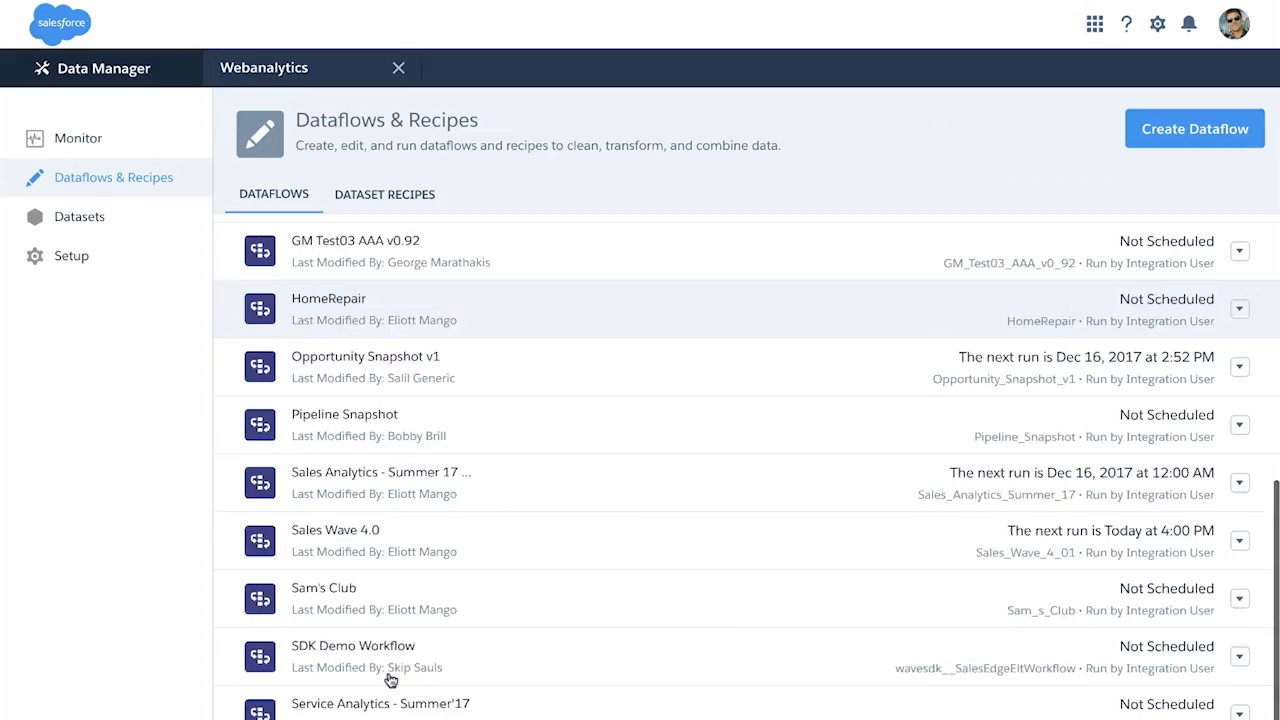 salesforce
?
Data Manager
Webanalytics
Monitor
Dataflows & Recipes
Datasets
Setup
Dataflows & Recipes
Create, edit, and run dataflows and recipes to clean, transform, and combine data.
Create Dataflow
DATAFLOWS
DATASET RECIPES
GM Test03 AAA v0.92
Last Modified By: George Marathakis
Not Scheduled
GM_Test03_AAA_v0_92 • Run by Integration User
HomeRepair
Last Modified By: Eliott Mango
Not Scheduled
HomeRepair • Run by Integration User
Opportunity Snapshot v1
Last Modified By: Salil Generic
The next run is Dec 16, 2017 at 2:52 PM
Opportunity_Snapshot_v1 • Run by Integration User
Pipeline Snapshot
Last Modified By: Bobby Brill
Not Scheduled
Pipeline_Snapshot • Run by Integration User
Sales Analytics - Summer 17 ...
Last Modified By: Eliott Mango
The next run is Dec 16, 2017 at 12:00 AM
Sales_Analytics_Summer_17 • Run by Integration User
Sales Wave 4.0
Last Modified By: Eliott Mango
The next run is Today at 4:00 PM
Sales_Wave_4_01 • Run by Integration User
Sam's Club
Last Modified By: Eliott Mango
Not Scheduled
Sam_s_Club • Run by Integration User
SDK Demo Workflow
Last Modified By: Skip Sauls
Not Scheduled
wavesdk__SalesEdgeEltWorkflow • Run by Integration User
Service Analytics - Summer'17
Not Scheduled